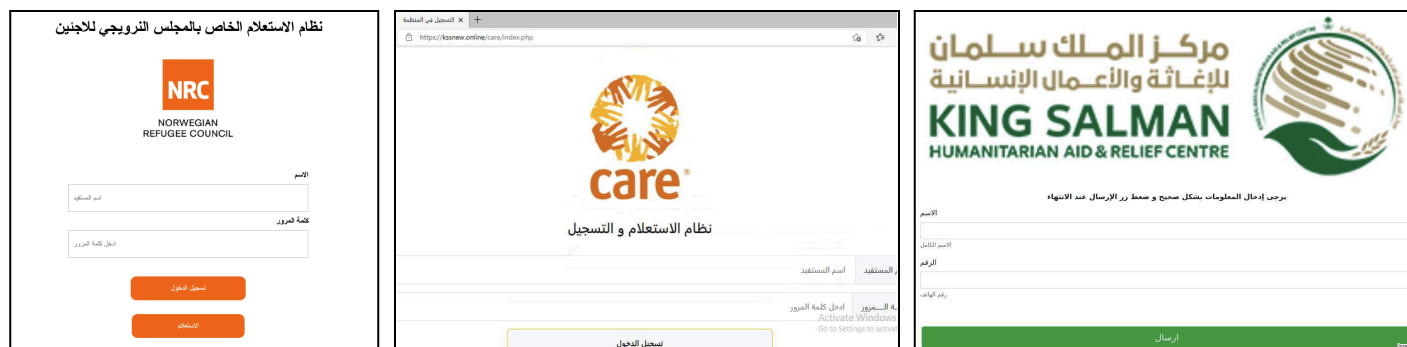 نظام الاستعلام الخاص بالمجلس النرويجي للاجئين
NRC
NORWEGIAN
REFUGEE COUNCIL
الاسم
اسم المستفيد
كلمة المرور
ادخل كلمة المرور
تسجيل الدخول
الاستعلام
التسجيل في المنظمة
https://kssnew.online/care/index.php
care®
نظام الاستعلام و التسجيل
المستفيد
اسم المستفيد
ـة الـــمرور
ادخل كلمة المرور
Activate Windows
Go to Settings to activat
تسجيل الدخول
مركز الملك سلمان
للإغاثة والأعمال الإنسانية
KING SALMAN
HUMANITARIAN AID & RELIEF CENTRE
يرجى إدخال المعلومات بشكل صحيح و ضغط زر الإرسال عند الانتهاء
الاسم
الاسم الكامل
الرقم
رقم الهاتف
ارسال